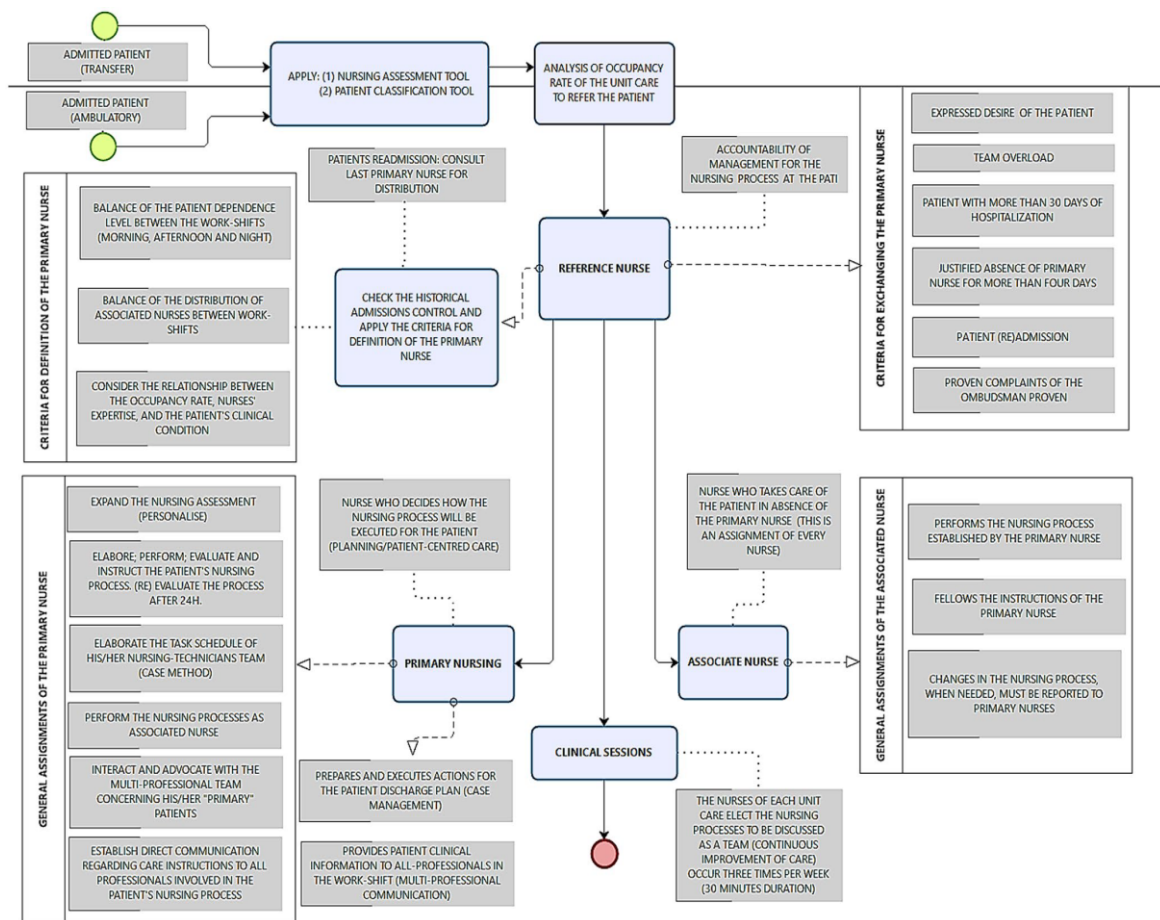 ADMITTED PATIENT
(TRANSFER)
ADMITTED PATIENT
(AMBULATORY)
APPLY: (1) NURSING ASSESSMENT TOOL
(2) PATIENT CLASSIFICATION TOOL
ANALYSIS OF OCCUPANCY
RATE OF THE UNIT CARE
TO REFER THE PATIENT
PATIENTS READMISSION: CONSULT
LAST PRIMARY NURSE FOR
DISTRIBUTION
ACCOUNTABILITY OF
MANAGEMENT FOR THE
NURSING PROCESS AT THE PATI
REFERENCE NURSE
CHECK THE HISTORICAL
ADMISSIONS CONTROL AND
APPLY THE CRITERIA FOR
DEFINITION OF THE PRIMARY
NURSE
CRITERIA FOR DEFINITION OF THE PRIMARY NURSE
BALANCE OF THE PATIENT DEPENDENCE
LEVEL BETWEEN THE WORK-SHIFTS
(MORNING, AFTERNOON AND NIGHT)
BALANCE OF THE DISTRIBUTION OF
ASSOCIATED NURSES BETWEEN WORK-
SHIFTS
CONSIDER THE RELATIONSHIP BETWEEN
THE OCCUPANCY RATE, NURSES'
EXPERTISE, AND THE PATIENT'S CLINICAL
CONDITION
CRITERIA FOR EXCHANGING THE PRIMARY NURSE
EXPRESSED DESIRE OF THE PATIENT
TEAM OVERLOAD
PATIENT WITH MORE THAN 30 DAYS OF
HOSPITALIZATION
JUSTIFIED ABSENCE OF PRIMARY
NURSE FOR MORE THAN FOUR DAYS
PATIENT (RE)ADMISSION
PROVEN COMPLAINTS OF THE
OMBUDSMAN PROVEN
GENERAL ASSIGNMENTS OF THE PRIMARY NURSE
EXPAND THE NURSING ASSESSMENT
(PERSONALISE)
ELABORE; PERFORM; EVALUATE AND
INSTRUCT THE PATIENT'S NURSING
PROCESS. (RE) EVALUATE THE PROCESS
AFTER 24H.
ELABORATE THE TASK SCHEDULE OF
HIS/HER NURSING-TECHNICIANS TEAM
(CASE METHOD)
PERFORM THE NURSING PROCESSES AS
ASSOCIATED NURSE
INTERACT AND ADVOCATE WITH THE
MULTI-PROFESSIONAL TEAM
CONCERNING HIS/HER "PRIMARY"
PATIENTS
ESTABLISH DIRECT COMMUNICATION
REGARDING CARE INSTRUCTIONS TO ALL
PROFESSIONALS INVOLVED IN THE
PATIENT'S NURSING PROCESS
NURSE WHO DECIDES HOW THE
NURSING PROCESS WILL BE
EXECUTED FOR THE PATIENT
(PLANNING/PATIENT-CENTRED CARE)
PRIMARY NURSING
PREPARES AND EXECUTES ACTIONS FOR
THE PATIENT DISCHARGE PLAN (CASE
MANAGEMENT)
PROVIDES PATIENT CLINICAL
INFORMATION TO ALL-PROFESSIONALS IN
THE WORK-SHIFT (MULTI-PROFESSIONAL
COMMUNICATION)
NURSE WHO TAKES CARE OF
THE PATIENT IN ABSENCE OF
THE PRIMARY NURSE (THIS IS
AN ASSIGNMENT OF EVERY
NURSE)
ASSOCIATE NURSE
CLINICAL SESSIONS
THE NURSES OF EACH UNIT
CARE ELECT THE NURSING
PROCESSES TO BE DISCUSSED
AS A TEAM (CONTINUOUS
IMPROVEMENT OF CARE)
OCCUR THREE TIMES PER WEEK
(30 MINUTES DURATION)
GENERAL ASSIGNMENTS OF THE ASSOCIATED NURSE
PERFORMS THE NURSING PROCESS
ESTABLISHED BY THE PRIMARY NURSE
FELLOWS THE INSTRUCTIONS OF THE
PRIMARY NURSE
CHANGES IN THE NURSING PROCESS,
WHEN NEEDED, MUST BE REPORTED TO
PRIMARY NURSES